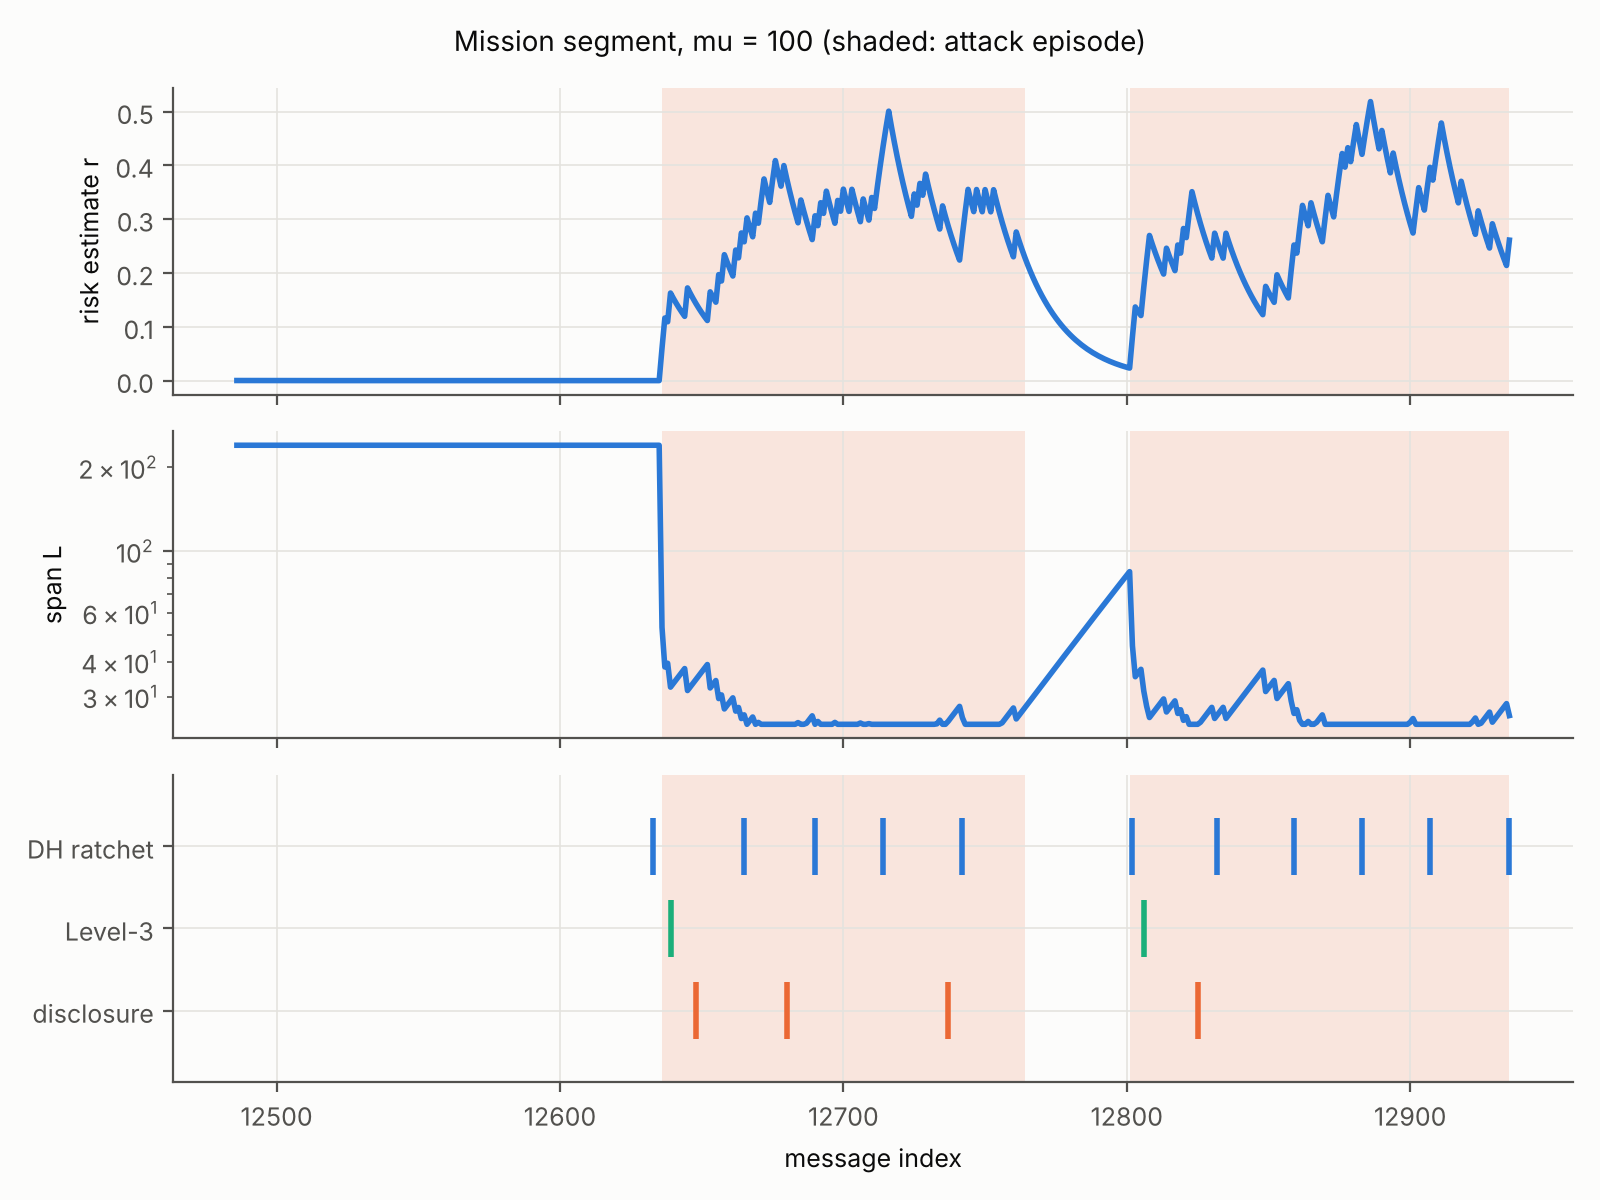 Mission segment, mu = 100 (shaded: attack episode)
risk estimate r
0.5
0.4
0.3
0.2
0.1
0.0
span L
2 × 10²
10²
6 × 10¹
4 × 10¹
3 × 10¹
DH ratchet
Level-3
disclosure
12500 12600 12700 12800 12900
message index